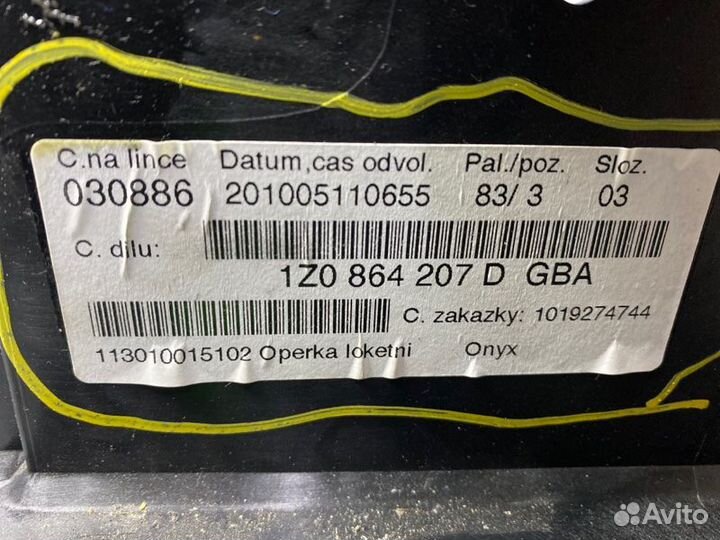 C.na lince Datum,cas odvol. Pal./poz. Sloz.
030886 201005110655 83/ 3 03
C. dilu:
1Z0 864 207 D GBA
C. zakazky: 1019274744
113010015102 Operka loketni Onyx
Avito